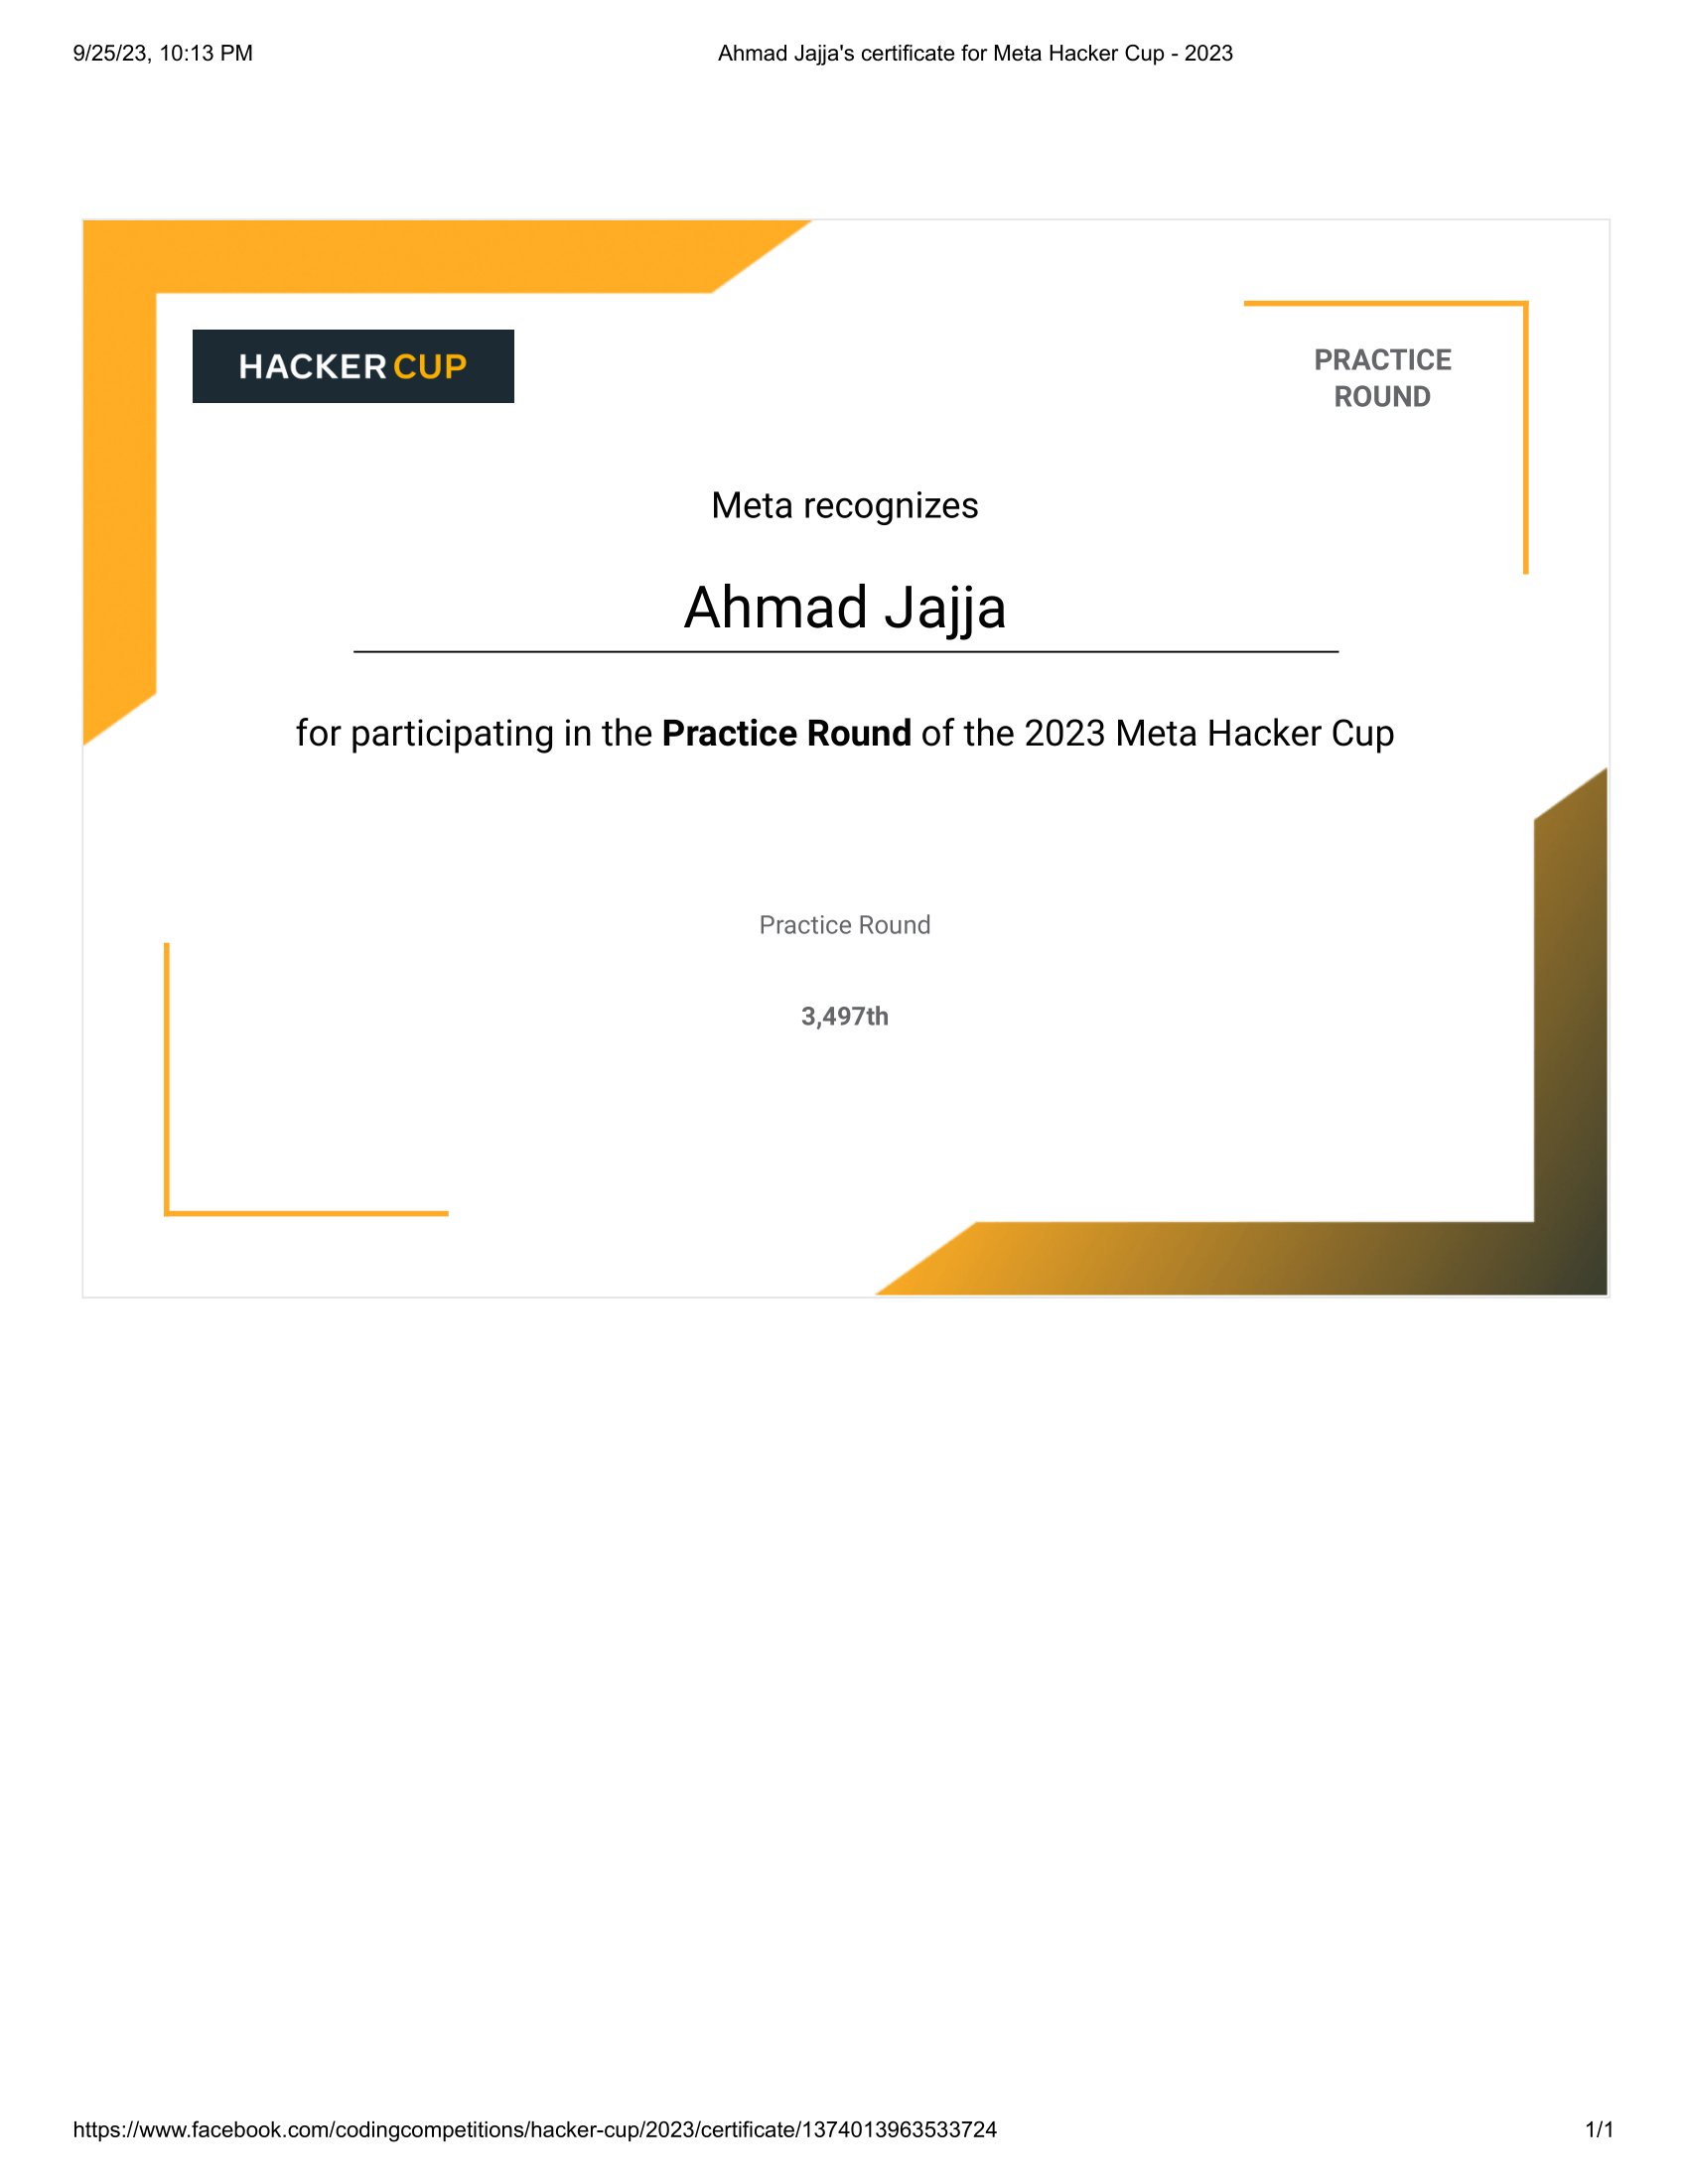 9/25/23, 10:13 PM
Ahmad Jajja's certificate for Meta Hacker Cup - 2023
HACKER CUP
PRACTICE
ROUND
Meta recognizes
Ahmad Jajja
for participating in the Practice Round of the 2023 Meta Hacker Cup
Practice Round
3,497th
https://www.facebook.com/codingcompetitions/hacker-cup/2023/certificate/1374013963533724
1/1